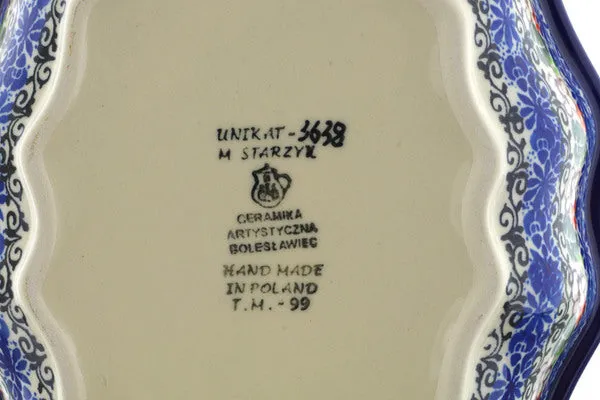 UNIKAT-3638
M STARZYK
CERAMIKA
ARTYSTYCZNA
BOLESŁAWIEC
HAND MADE
IN POLAND
T.M.-99